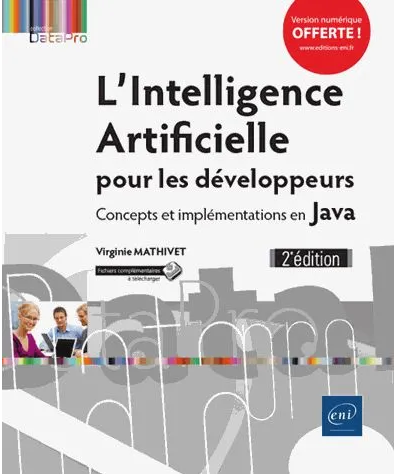 collection
DataPro
Version numérique
OFFERTE !
www.editions-eni.fr
L'Intelligence
Artificielle
pour les développeurs
Concepts et implémentations en Java
Virginie MATHIVET
2e édition
Fichiers complémentaires
à télécharger
DataPro
eni